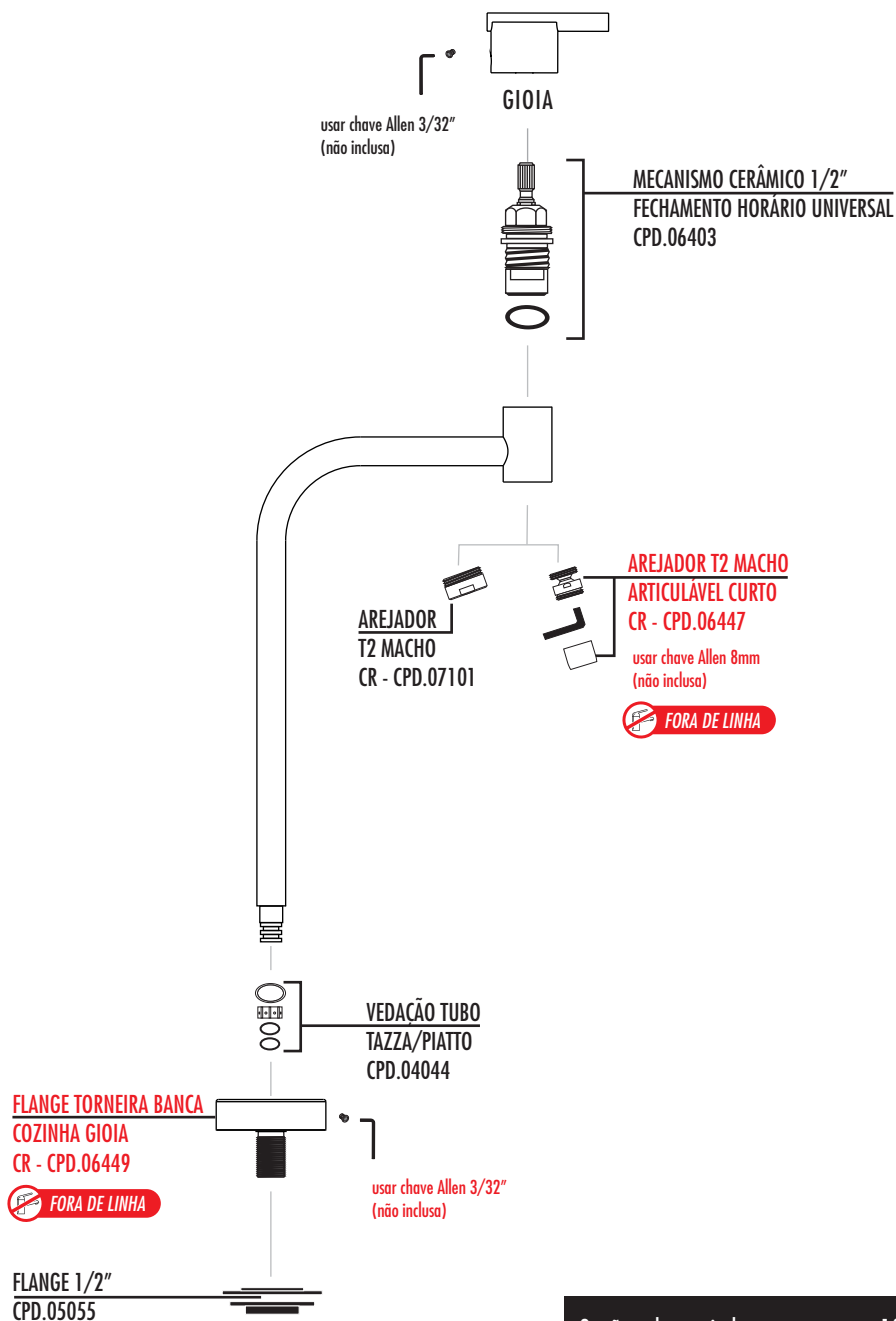 GIOIA
usar chave Allen 3/32"
(não inclusa)
MECANISMO CERÂMICO 1/2"
FECHAMENTO HORÁRIO UNIVERSAL
CPD.06403
AREJADOR T2 MACHO
ARTICULÁVEL CURTO
CR - CPD.06447
usar chave Allen 8mm
(não inclusa)
FORA DE LINHA
AREJADOR
T2 MACHO
CR - CPD.07101
VEDAÇÃO TUBO
TAZZA/PIATTO
CPD.04044
FLANGE TORNEIRA BANCA
COZINHA GIOIA
CR - CPD.06449
FORA DE LINHA
usar chave Allen 3/32"
(não inclusa)
FLANGE 1/2"
CPD.05055